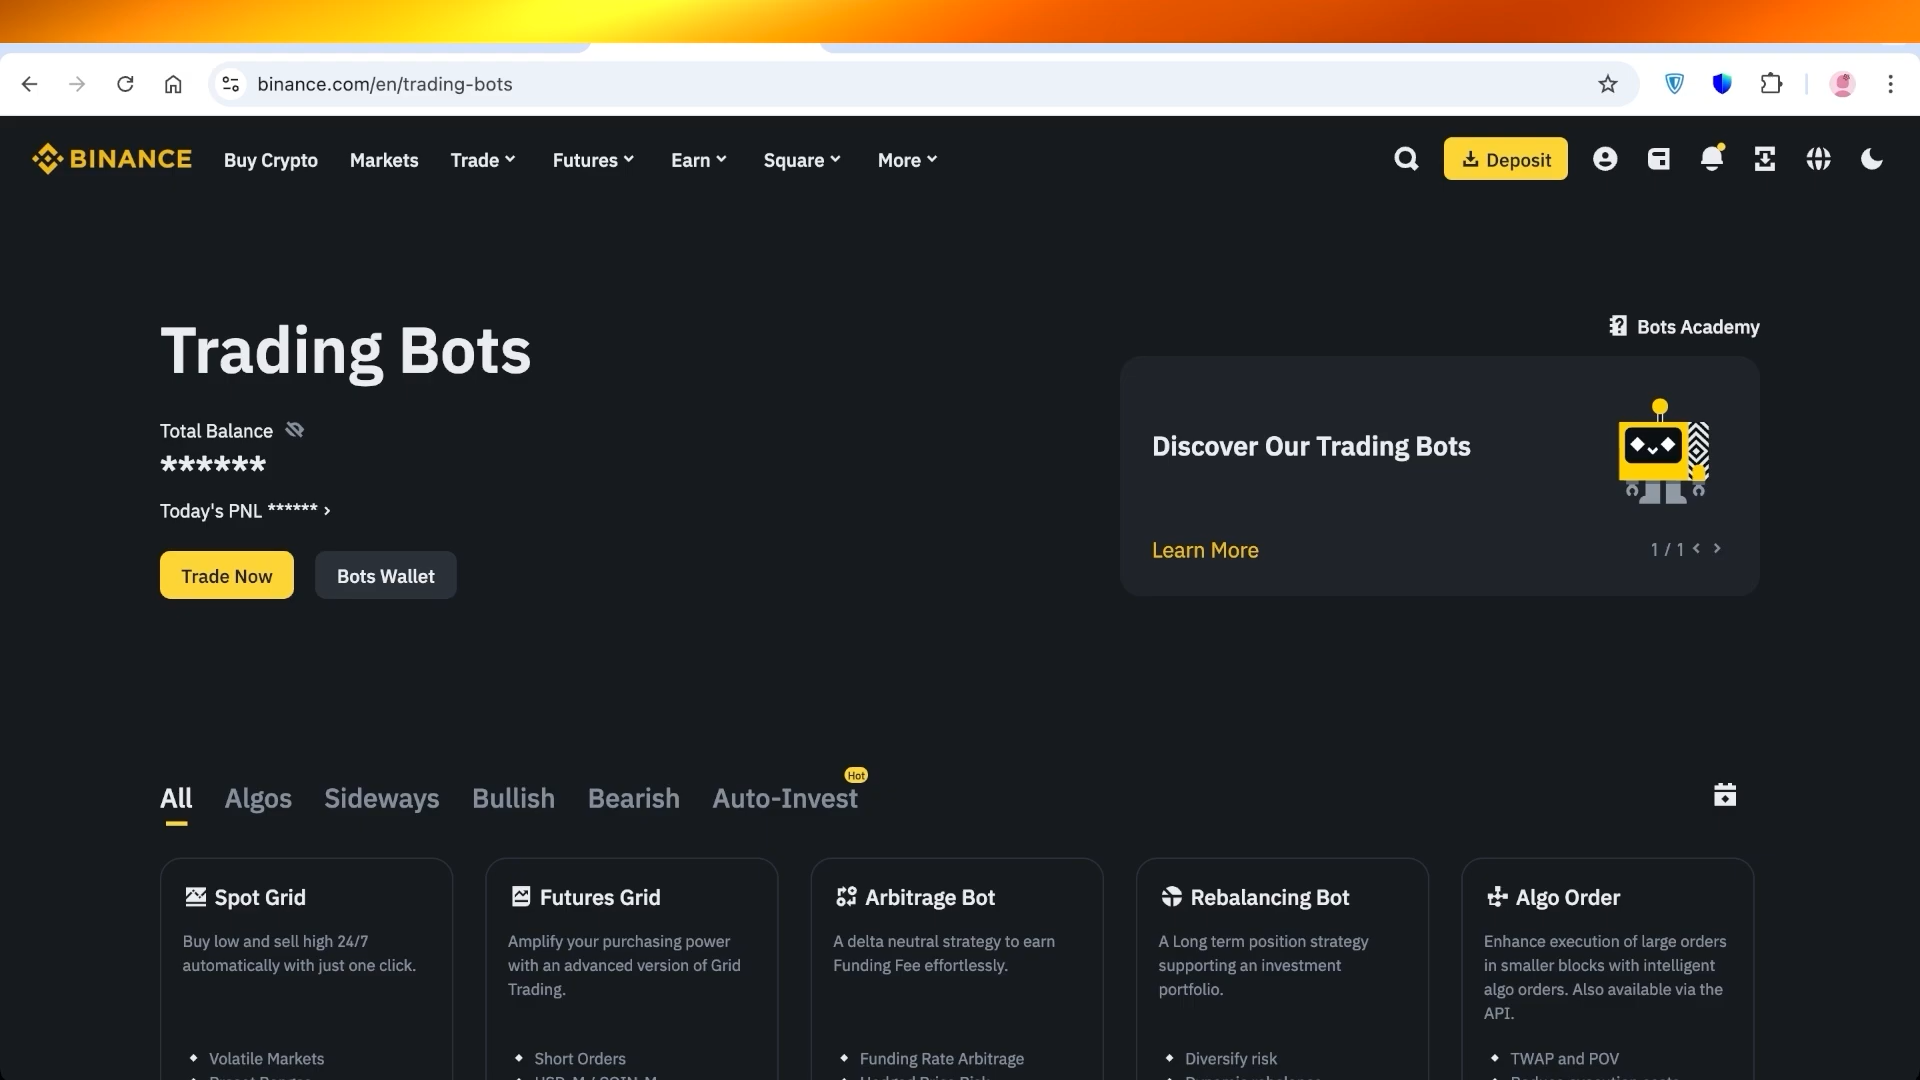 binance.com/en/trading-bots
BINANCE Buy Crypto Markets Trade Futures Earn Square More Deposit
Bots Academy
Trading Bots
Total Balance
******
Today's PNL ****** >
Trade Now Bots Wallet
Discover Our Trading Bots
Learn More 1 / 1 < >
Hot
All Algos Sideways Bullish Bearish Auto-Invest
Spot Grid
Buy low and sell high 24/7
automatically with just one click.
Volatile Markets
Futures Grid
Amplify your purchasing power
with an advanced version of Grid
Trading.
Short Orders
Arbitrage Bot
A delta neutral strategy to earn
Funding Fee effortlessly.
Funding Rate Arbitrage
Rebalancing Bot
A Long term position strategy
supporting an investment
portfolio.
Diversify risk
Algo Order
Enhance execution of large orders
in smaller blocks with intelligent
algo orders. Also available via the
API.
TWAP and POV